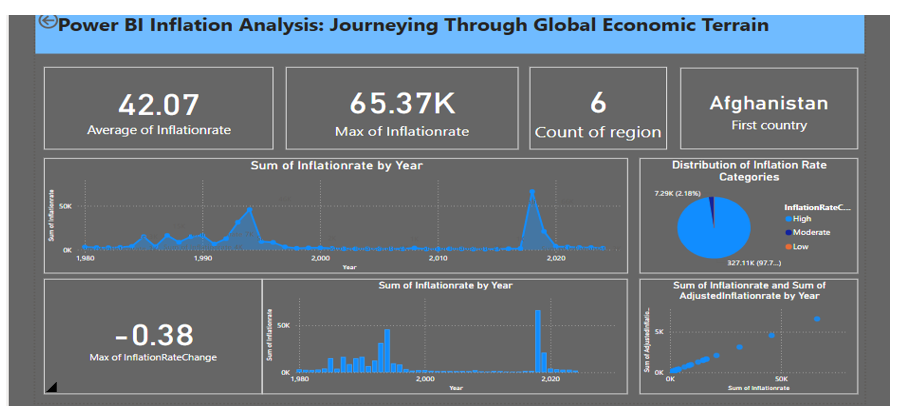 Power BI Inflation Analysis: Journeying Through Global Economic Terrain
42.07
Average of Inflationrate
65.37K
Max of Inflationrate
6
Count of region
Afghanistan
First country
Sum of Inflationrate by Year
Sum of Inflationrate
50K
0K
1,980
1,990
2,000
2,010
2,020
Year
Distribution of Inflation Rate
Categories
7.29K (2.18%)
327.11K (97.7...)
InflationRateC...
High
Moderate
Low
-0.38
Max of InflationRateChange
Sum of Inflationrate by Year
Sum of Inflationrate
50K
0K
1,980
2,000
2,020
Year
Sum of Inflationrate and Sum of
AdjustedInflationrate by Year
Sum of AdjustedInflatio...
5K
0K
0K
50K
Sum of Inflationrate